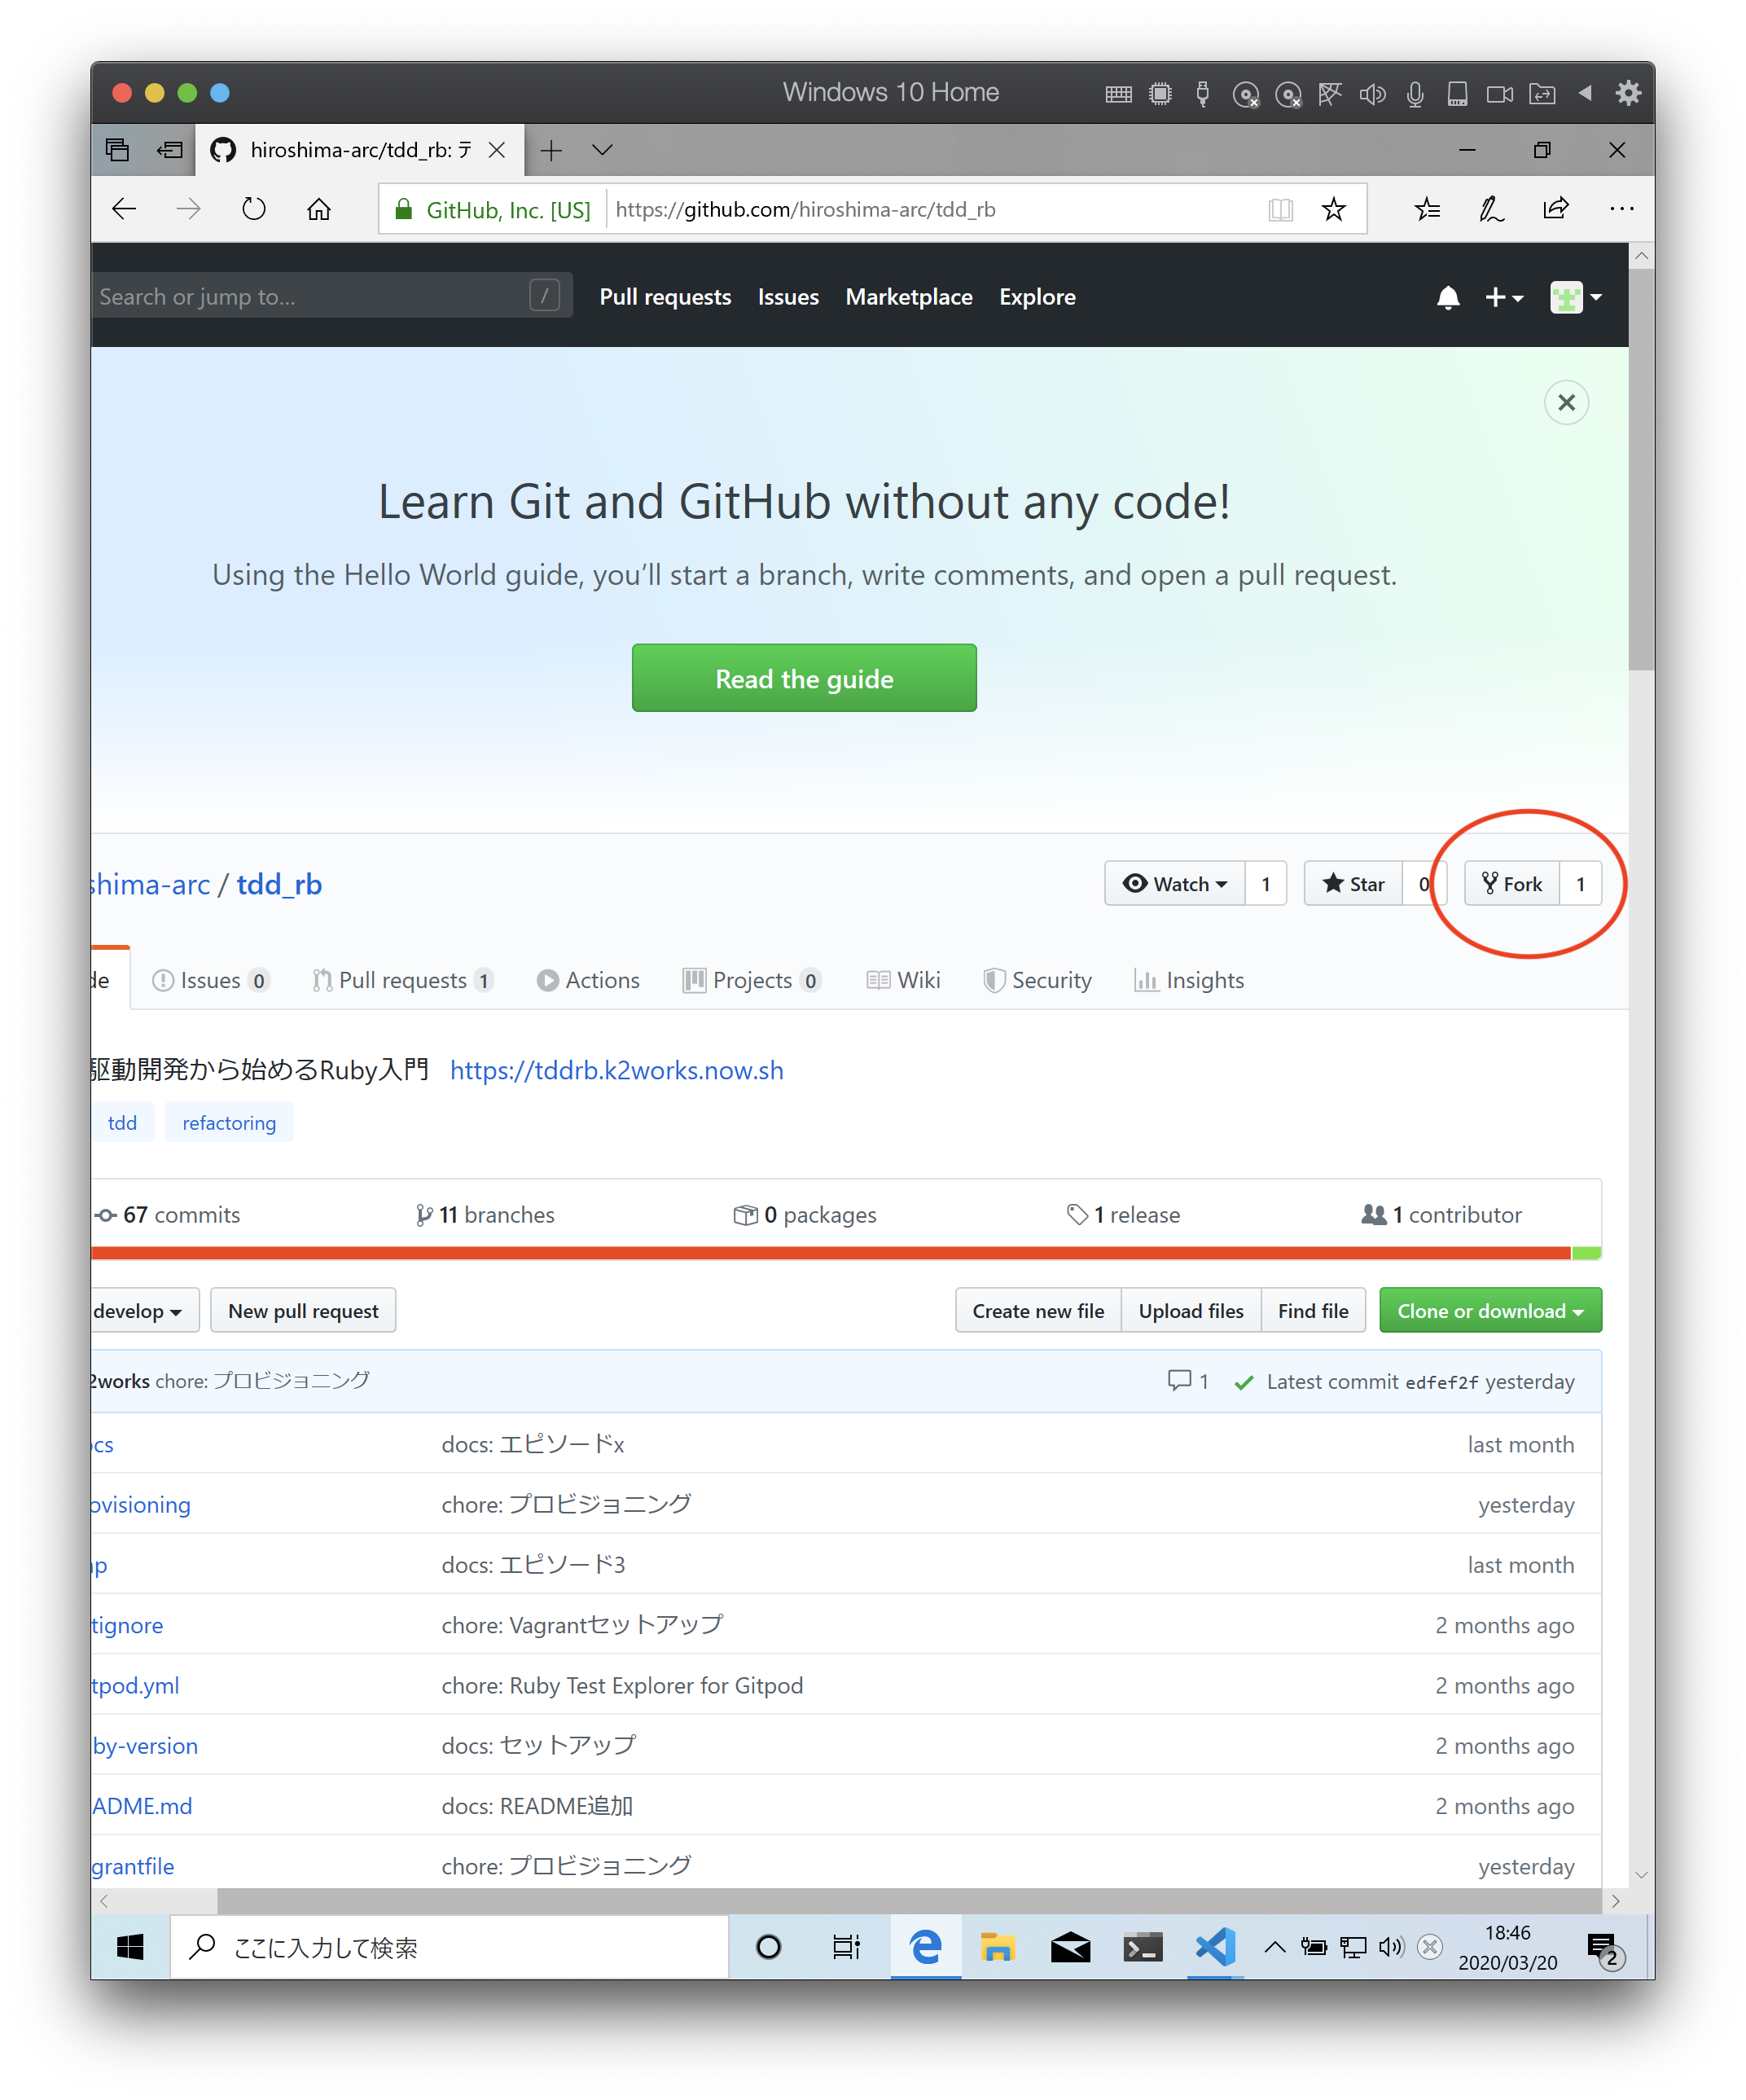 Windows 10 Home
hiroshima-arc/tdd_rb: テ
GitHub, Inc. [US] https://github.com/hiroshima-arc/tdd_rb
Search or jump to... / Pull requests Issues Marketplace Explore
Learn Git and GitHub without any code!
Using the Hello World guide, you’ll start a branch, write comments, and open a pull request.
Read the guide
shima-arc / tdd_rb Watch 1 Star 0 Fork 1
de Issues 0 Pull requests 1 Actions Projects 0 Wiki Security Insights
駆動開発から始めるRuby入門 https://tddrb.k2works.now.sh
tdd refactoring
67 commits 11 branches 0 packages 1 release 1 contributor
develop New pull request Create new file Upload files Find file Clone or download
2works chore: プロビジョニング 1 Latest commit edfef2f yesterday
cs docs: エピソードx last month
ovisioning chore: プロビジョニング yesterday
p docs: エピソード3 last month
tignore chore: Vagrantセットアップ 2 months ago
tpod.yml chore: Ruby Test Explorer for Gitpod 2 months ago
by-version docs: セットアップ 2 months ago
ADME.md docs: README追加 2 months ago
grantfile chore: プロビジョニング yesterday
ここに入力して検索 18:46
2020/03/20 2